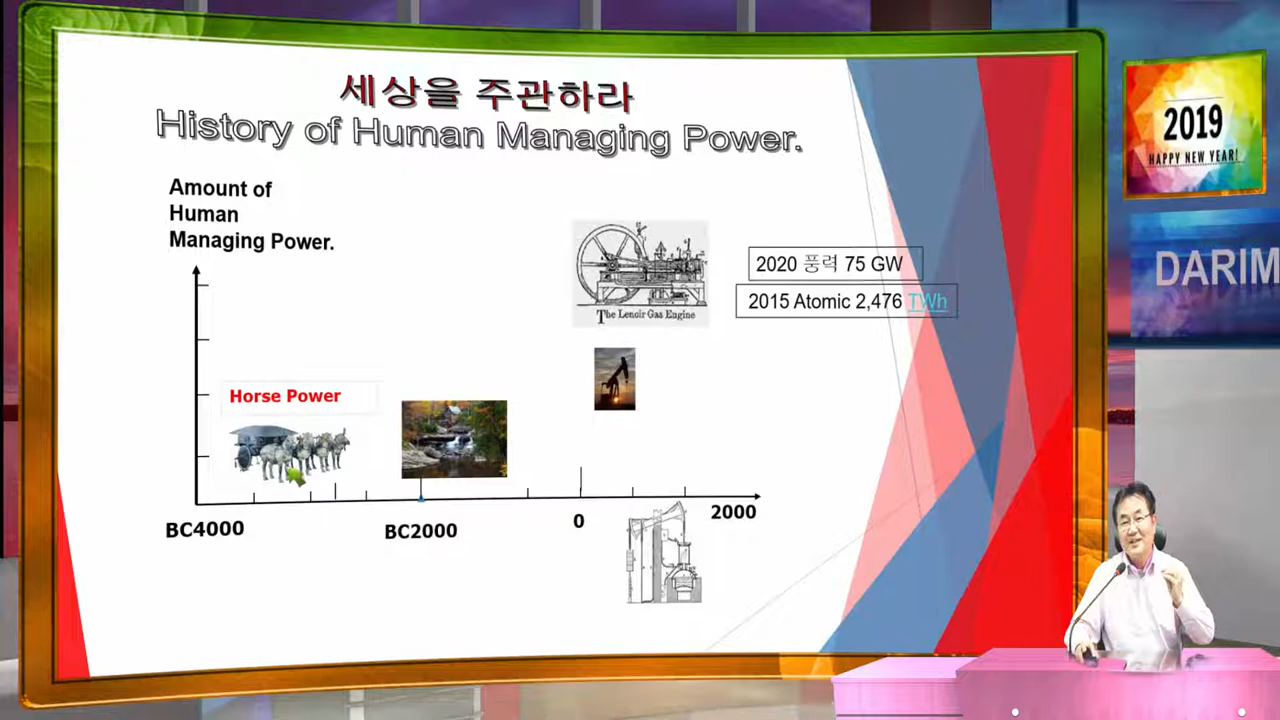 세상을 주관하라
History of Human Managing Power.
Amount of
Human
Managing Power.
The Lenoir Gas Engine
2020 풍력 75 GW
2015 Atomic 2,476 TWh
Horse Power
BC4000
BC2000
0
2000
2019
HAPPY NEW YEAR!
DARIM